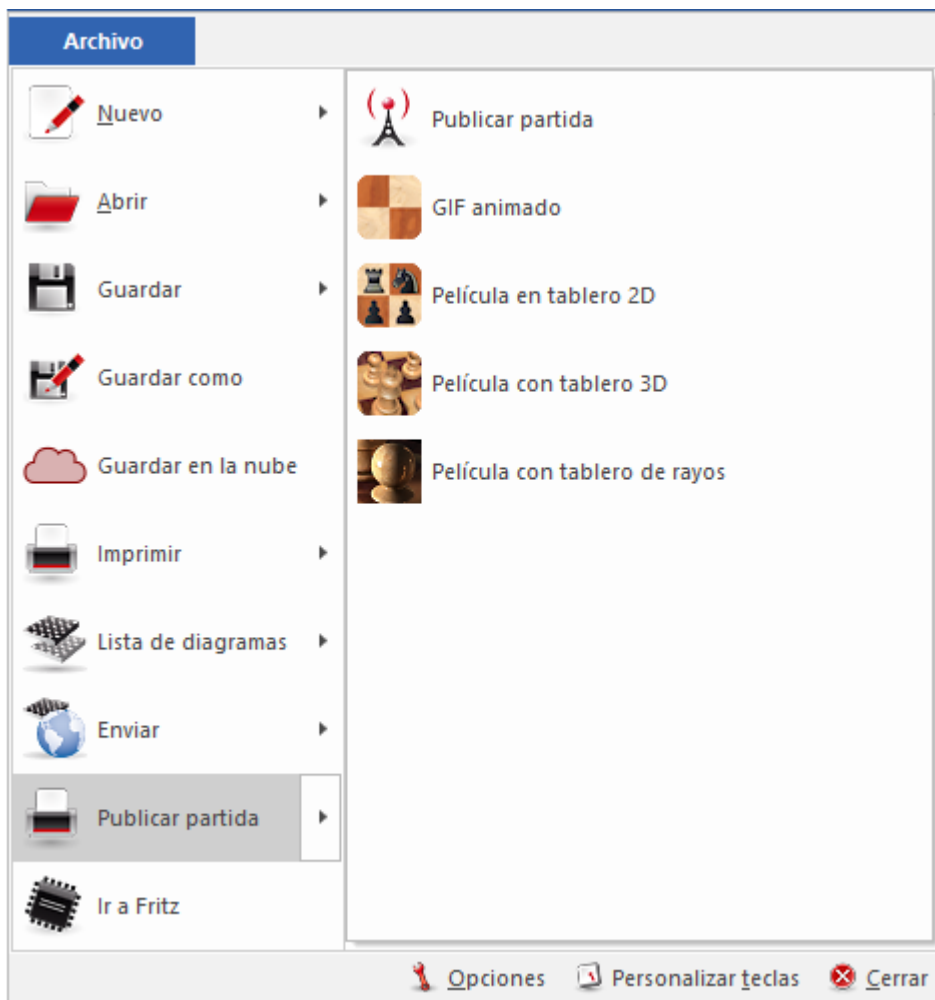 Archivo
Nuevo
Abrir
Guardar
Guardar como
Guardar en la nube
Imprimir
Lista de diagramas
Enviar
Publicar partida
Ir a Fritz
Publicar partida
GIF animado
Película en tablero 2D
Película con tablero 3D
Película con tablero de rayos
Opciones Personalizar teclas Cerrar